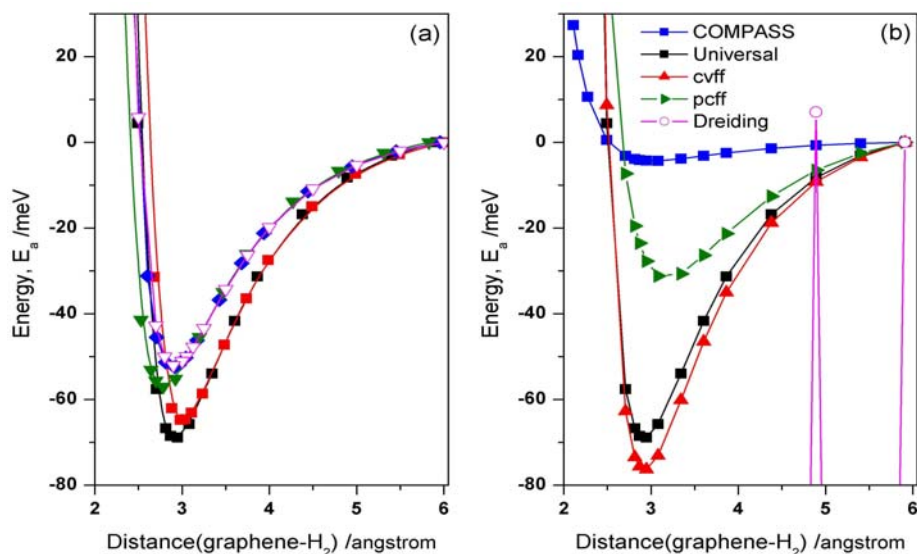 (a)
20
0
-20
-40
-60
-80
2
3
4
5
6
Energy, Eₐ /meV
Distance(graphene-H₂) /angstrom
(b)
COMPASS
Universal
cvff
pcff
Dreiding
20
0
-20
-40
-60
-80
2
3
4
5
6
Energy, Eₐ /meV
Distance(graphene-H₂) /angstrom